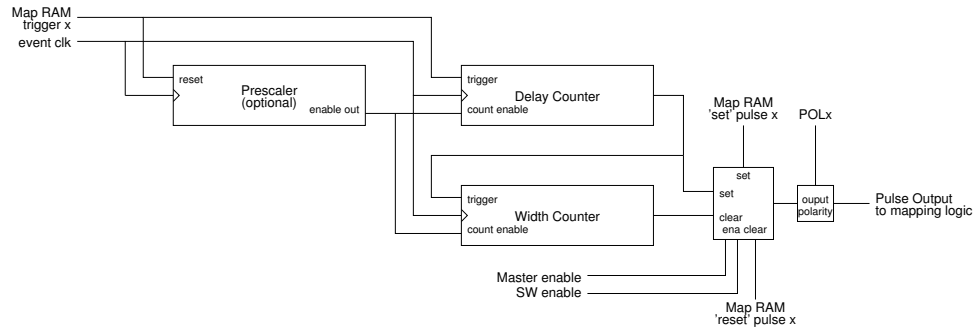 Map RAM
trigger x
event clk
reset
Prescaler
(optional)
enable out
trigger
Delay Counter
count enable
Map RAM
'set' pulse x
POLx
set
set
trigger
Width Counter
count enable
clear
ena clear
ouput
polarity
Pulse Output
to mapping logic
Master enable
SW enable
Map RAM
'reset' pulse x